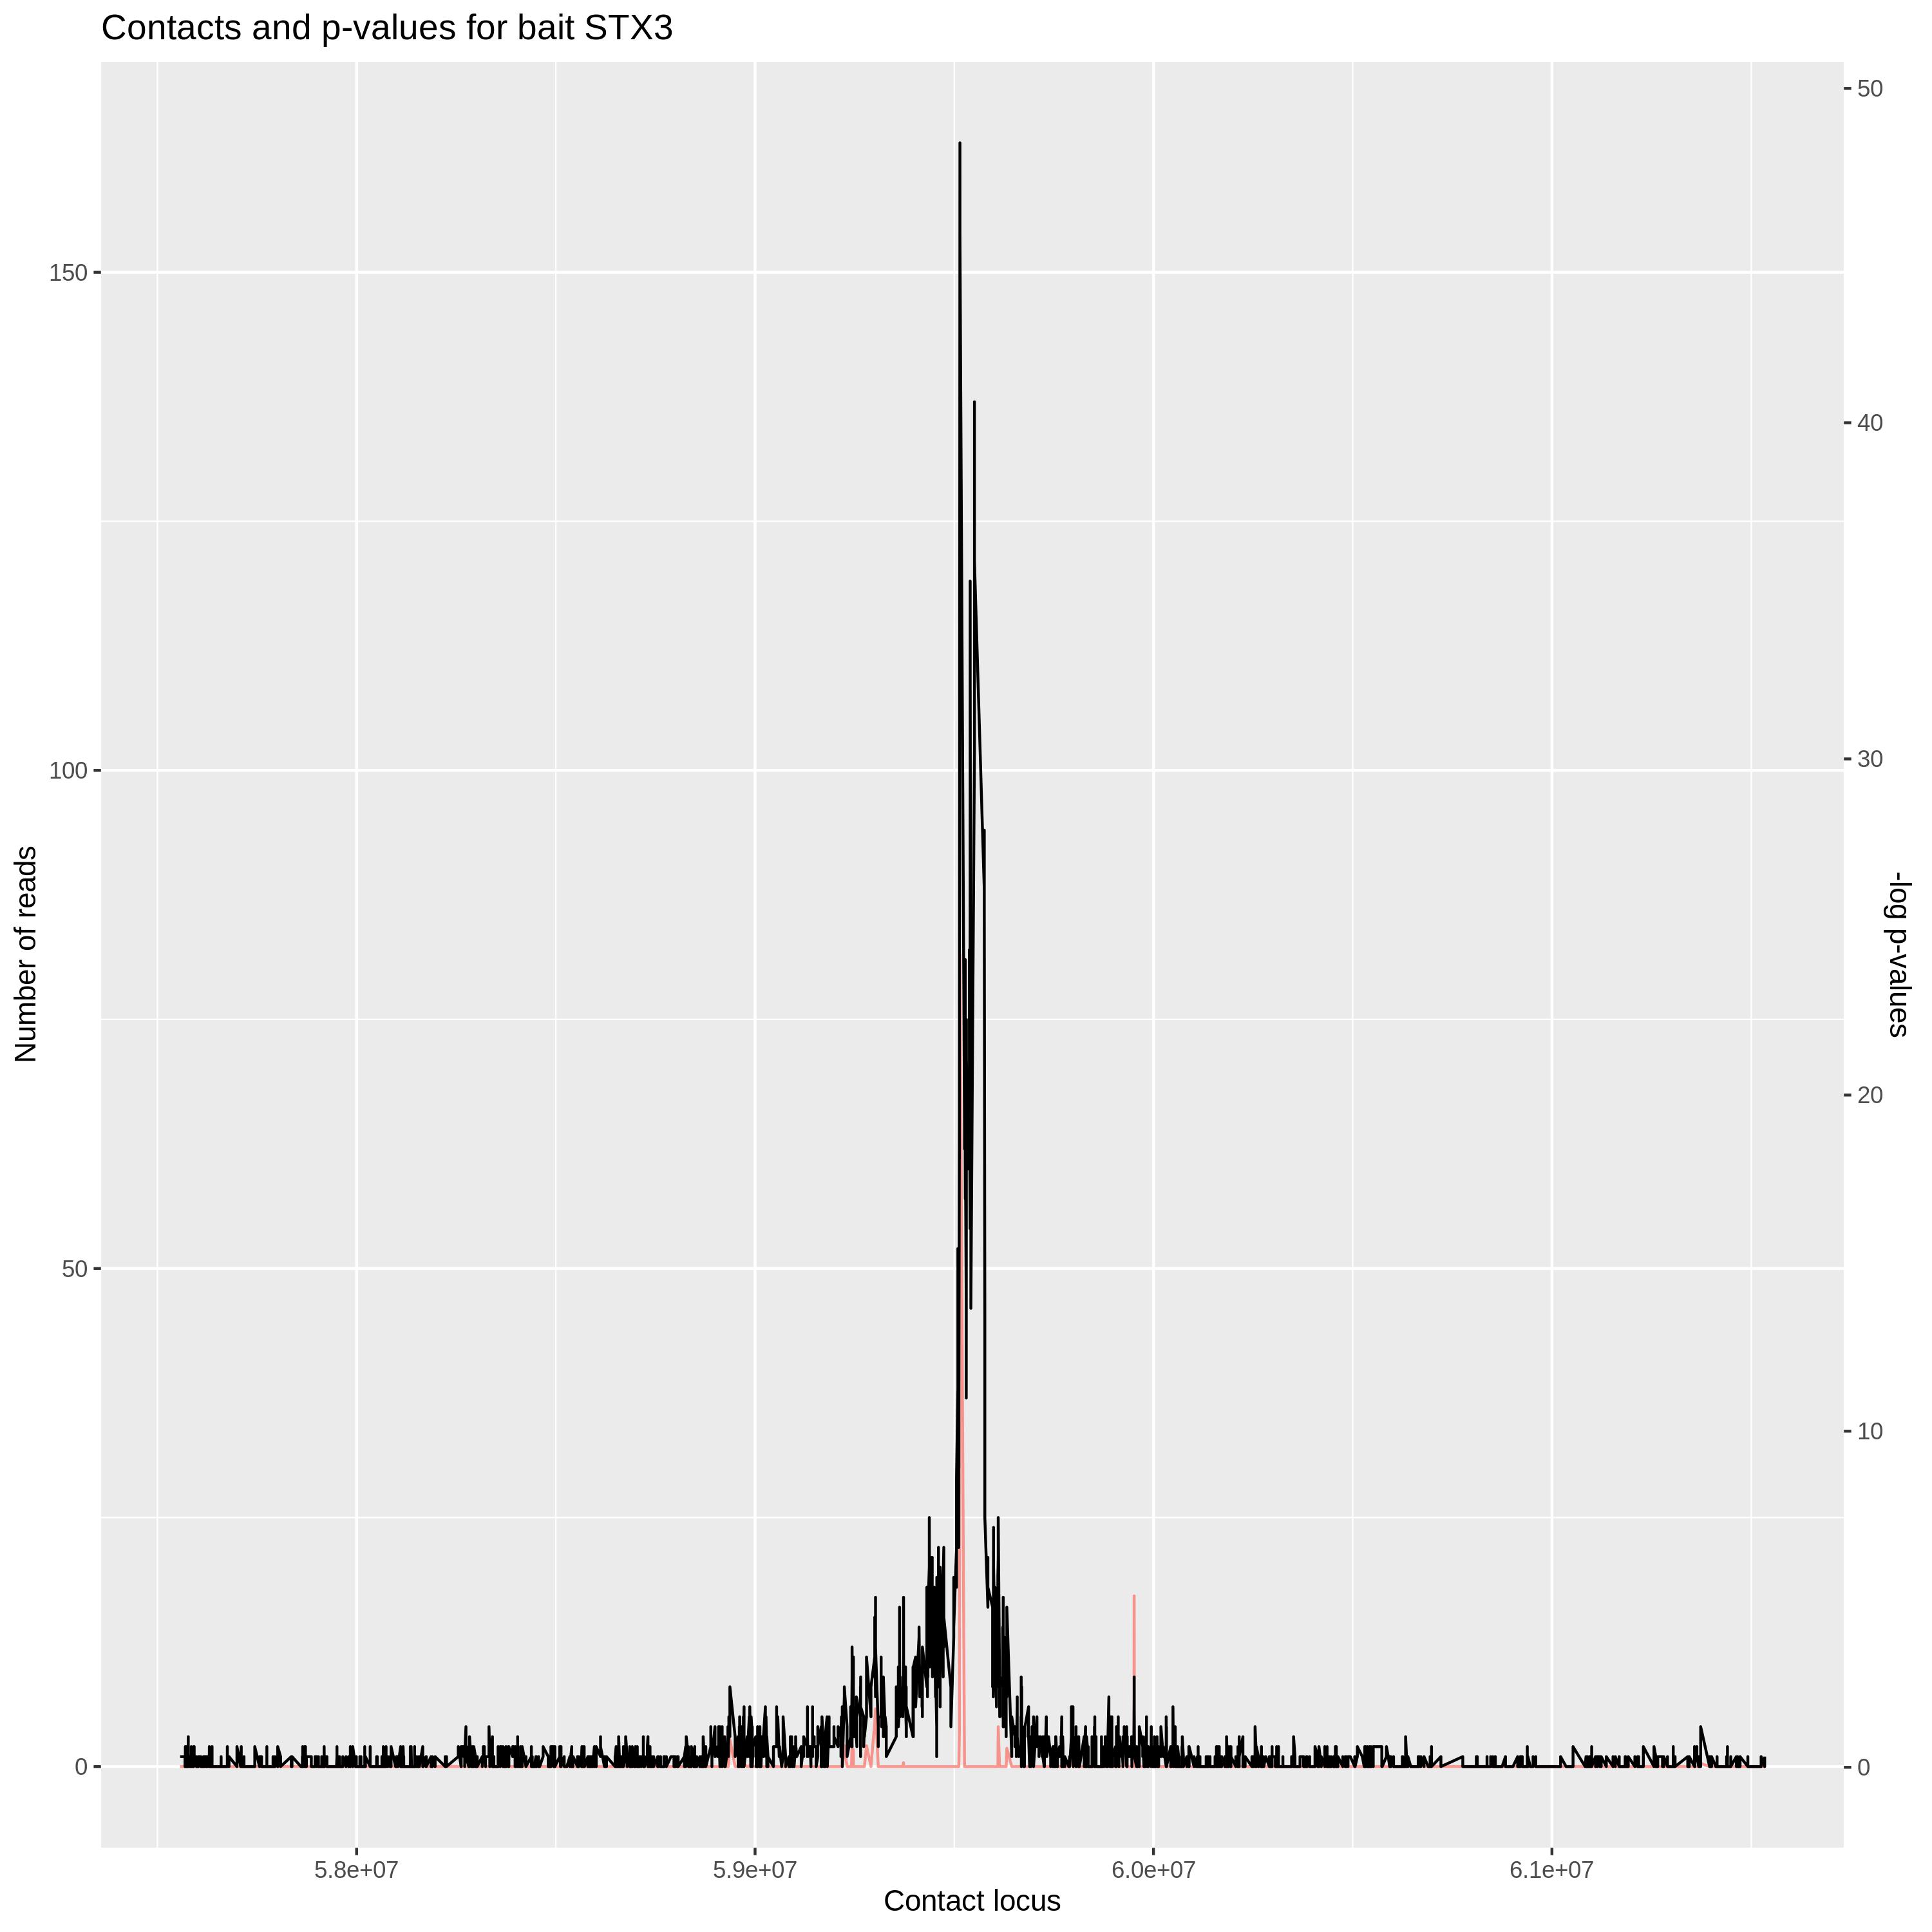 Contacts and p-values for bait STX3
50
150
40
100
30
Number of reads
-log p-values
20
50
10
0
0
5.8e+07
5.9e+07
6.0e+07
6.1e+07
Contact locus